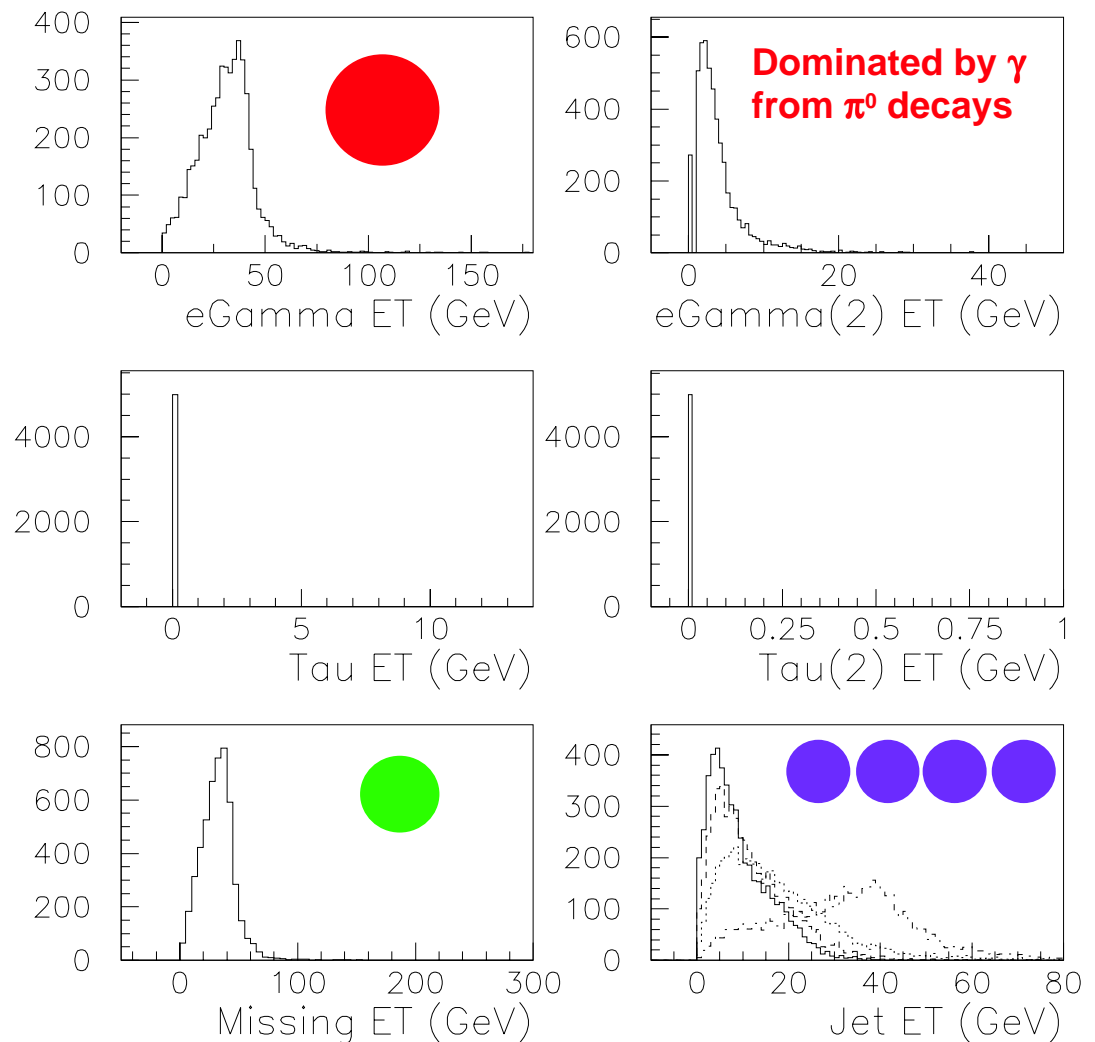 400
300
200
100
0
0 50 100 150
eGamma ET (GeV)
600
400
200
0
Dominated by γ
from π⁰ decays
0 20 40
eGamma(2) ET (GeV)
4000
2000
0
0 5 10
Tau ET (GeV)
4000
2000
0
0 0.25 0.5 0.75 1
Tau(2) ET (GeV)
800
600
400
200
0
0 100 200 300
Missing ET (GeV)
400
300
200
100
0
0 20 40 60 80
Jet ET (GeV)